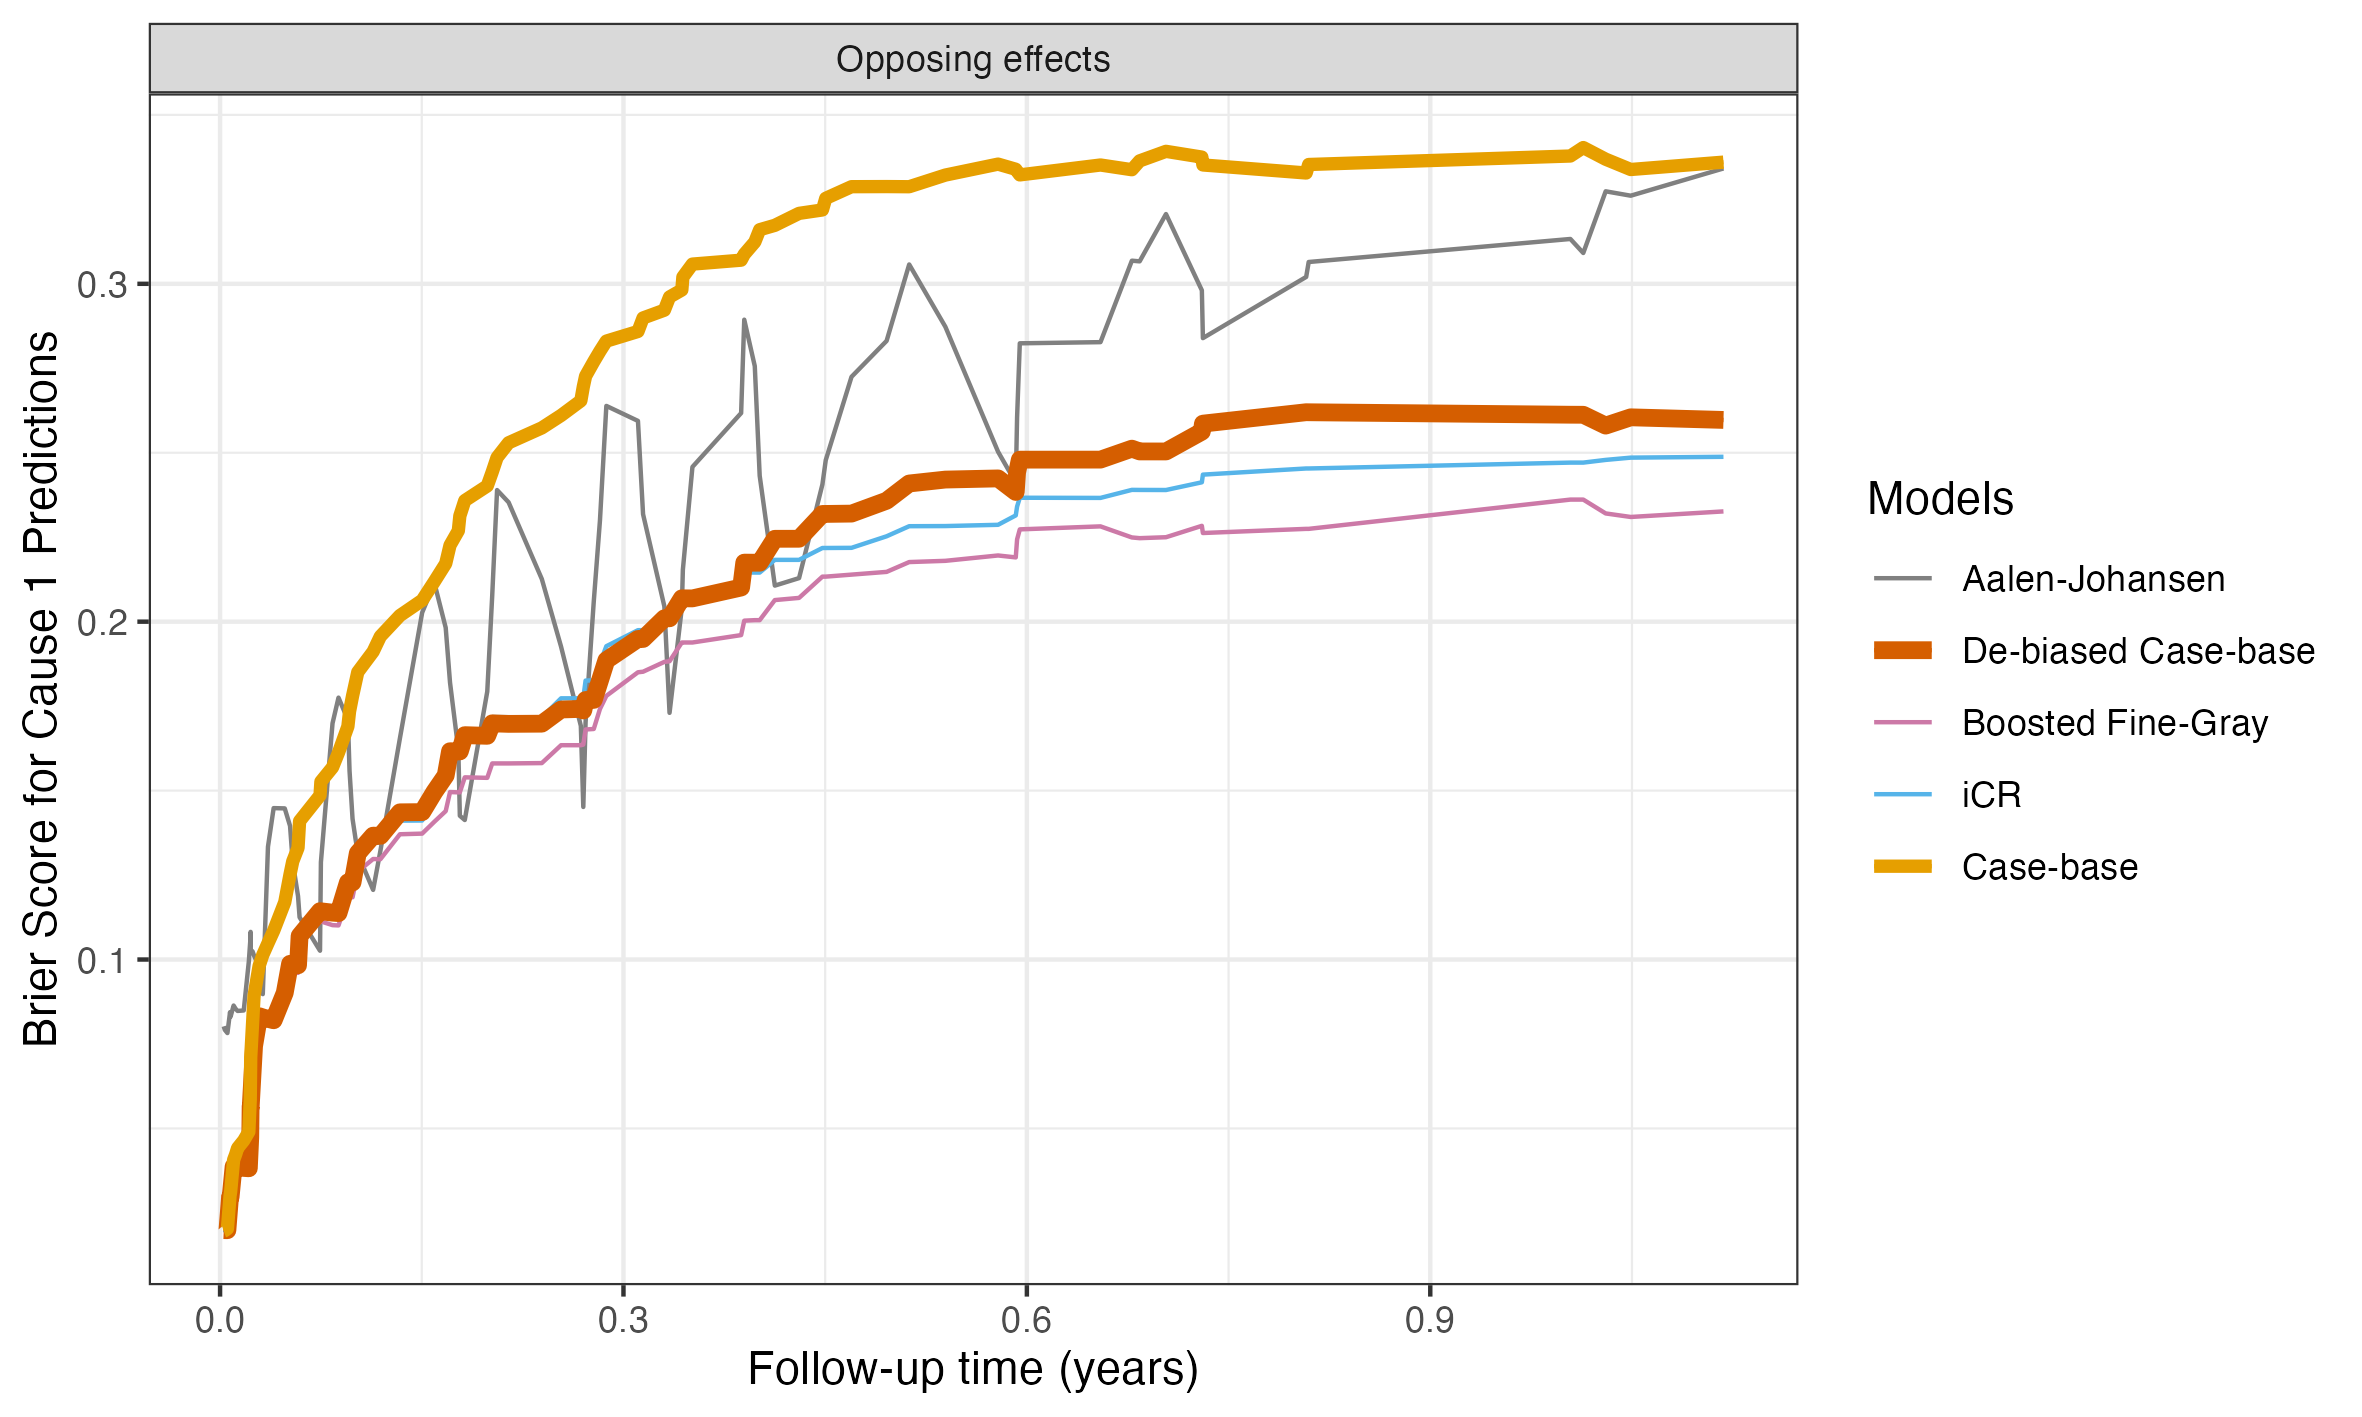 Opposing effects
Brier Score for Cause 1 Predictions
0.3
0.2
0.1
0.0
0.3
0.6
0.9
Follow-up time (years)
Models
Aalen-Johansen
De-biased Case-base
Boosted Fine-Gray
iCR
Case-base